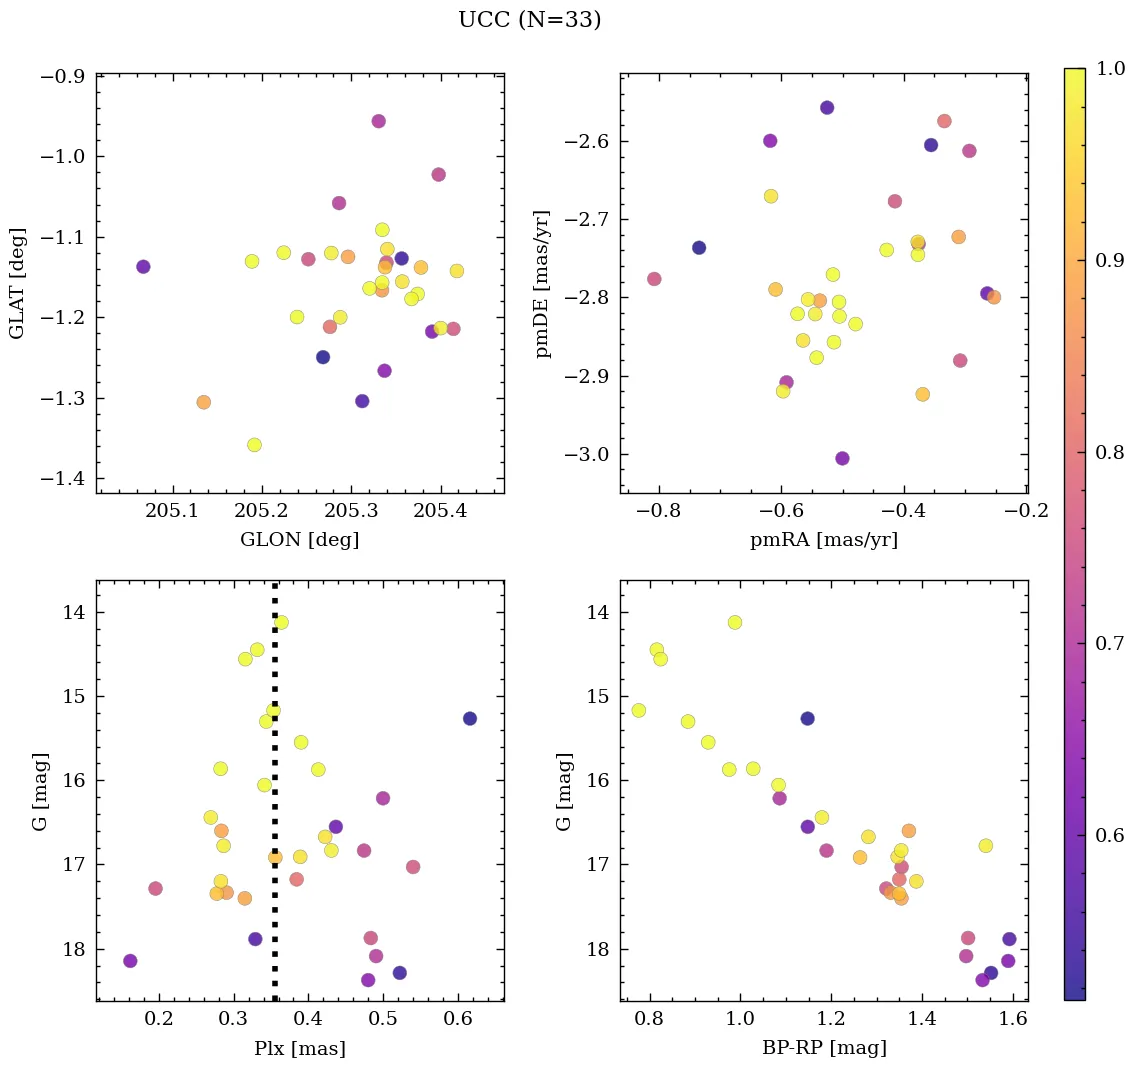 UCC (N=33)
−0.9
−1.0
−1.1
−1.2
−1.3
−1.4
GLAT [deg]
205.1 205.2 205.3 205.4
GLON [deg]
−2.6
−2.7
−2.8
−2.9
−3.0
pmDE [mas/yr]
−0.8 −0.6 −0.4 −0.2
pmRA [mas/yr]
14
15
16
17
18
G [mag]
0.2 0.3 0.4 0.5 0.6
Plx [mas]
14
15
16
17
18
G [mag]
0.8 1.0 1.2 1.4 1.6
BP-RP [mag]
1.0
0.9
0.8
0.7
0.6